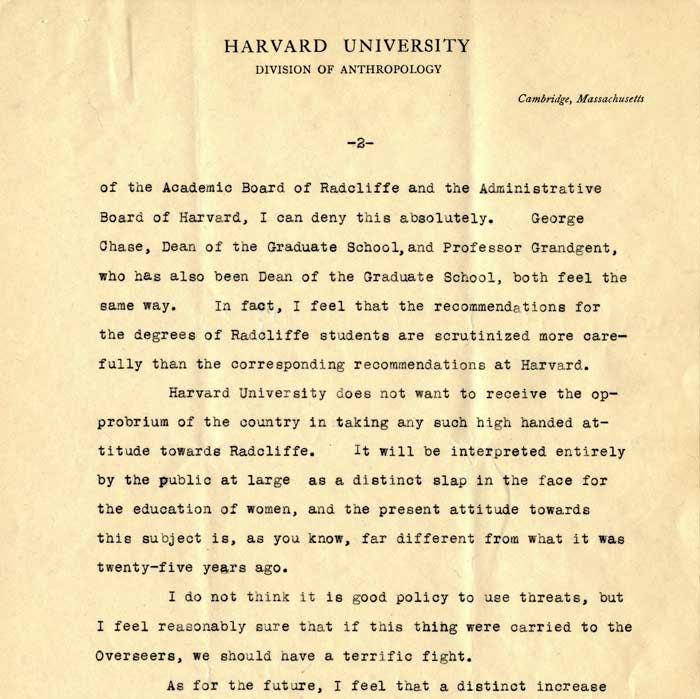 HARVARD UNIVERSITY
DIVISION OF ANTHROPOLOGY
Cambridge, Massachusetts
-2-
of the Academic Board of Radcliffe and the Administrative
Board of Harvard, I can deny this absolutely. George
Chase, Dean of the Graduate School, and Professor Grandgent,
who has also been Dean of the Graduate School, both feel the
same way. In fact, I feel that the recommendations for
the degrees of Radcliffe students are scrutinized more care-
fully than the corresponding recommendations at Harvard.
Harvard University does not want to receive the op-
probrium of the country in taking any such high handed at-
titude towards Radcliffe. It will be interpreted entirely
by the public at large as a distinct slap in the face for
the education of women, and the present attitude towards
this subject is, as you know, far different from what it was
twenty-five years ago.
I do not think it is good policy to use threats, but
I feel reasonably sure that if this thing were carried to the
Overseers, we should have a terrific fight.
As for the future, I feel that a distinct increase